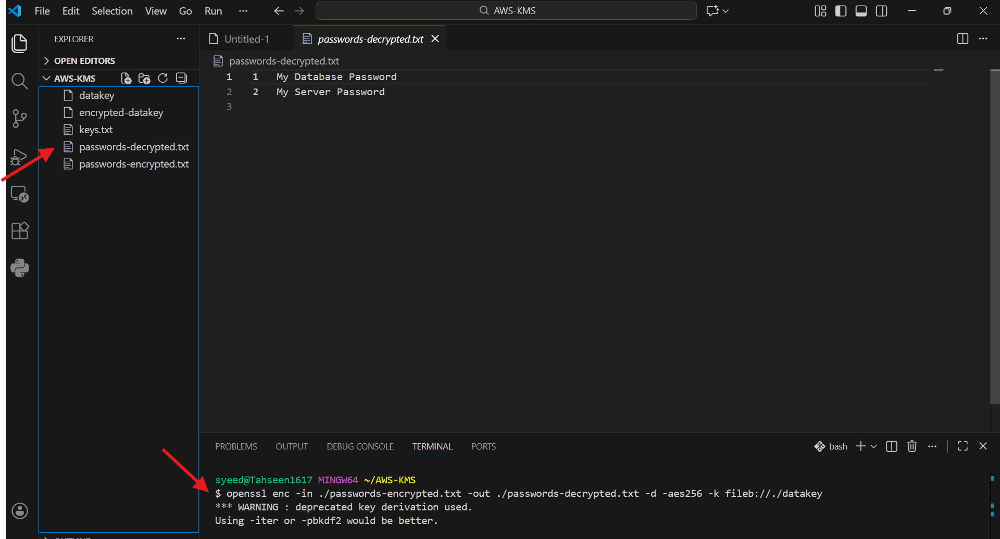 File Edit Selection View Go Run ··· AWS-KMS
EXPLORER ···
Untitled-1 passwords-decrypted.txt
OPEN EDITORS
passwords-decrypted.txt
AWS-KMS
datakey
encrypted-datakey
keys.txt
passwords-decrypted.txt
passwords-encrypted.txt
1 1 My Database Password
2 2 My Server Password
3
PROBLEMS OUTPUT DEBUG CONSOLE TERMINAL PORTS bash
syeed@Tahseen1617 MINGW64 ~/AWS-KMS
$ openssl enc -in ./passwords-encrypted.txt -out ./passwords-decrypted.txt -d -aes256 -k fileb://./datakey
*** WARNING : deprecated key derivation used.
Using -iter or -pbkdf2 would be better.